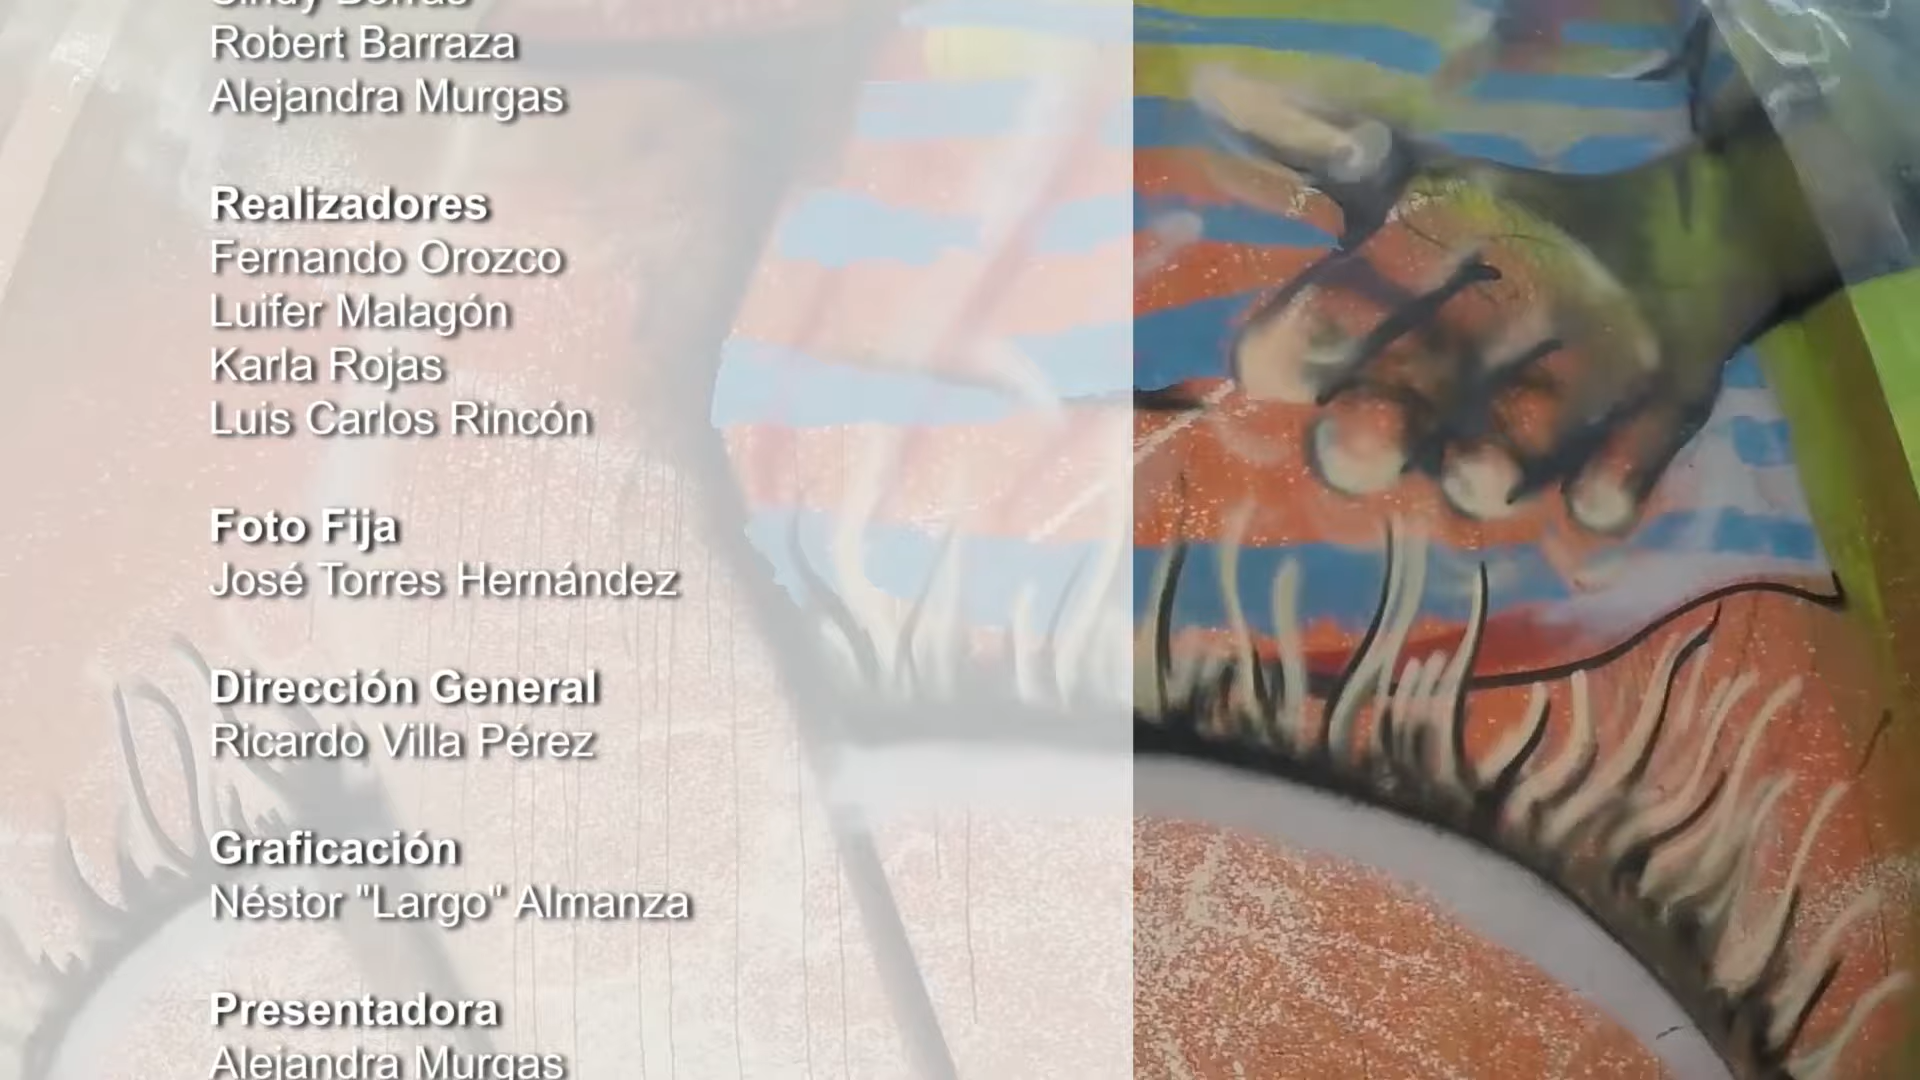 Robert Barraza
Alejandra Murgas
Realizadores
Fernando Orozco
Luifer Malagón
Karla Rojas
Luis Carlos Rincón
Foto Fija
José Torres Hernández
Dirección General
Ricardo Villa Pérez
Graficación
Néstor "Largo" Almanza
Presentadora
Alejandra Murgas